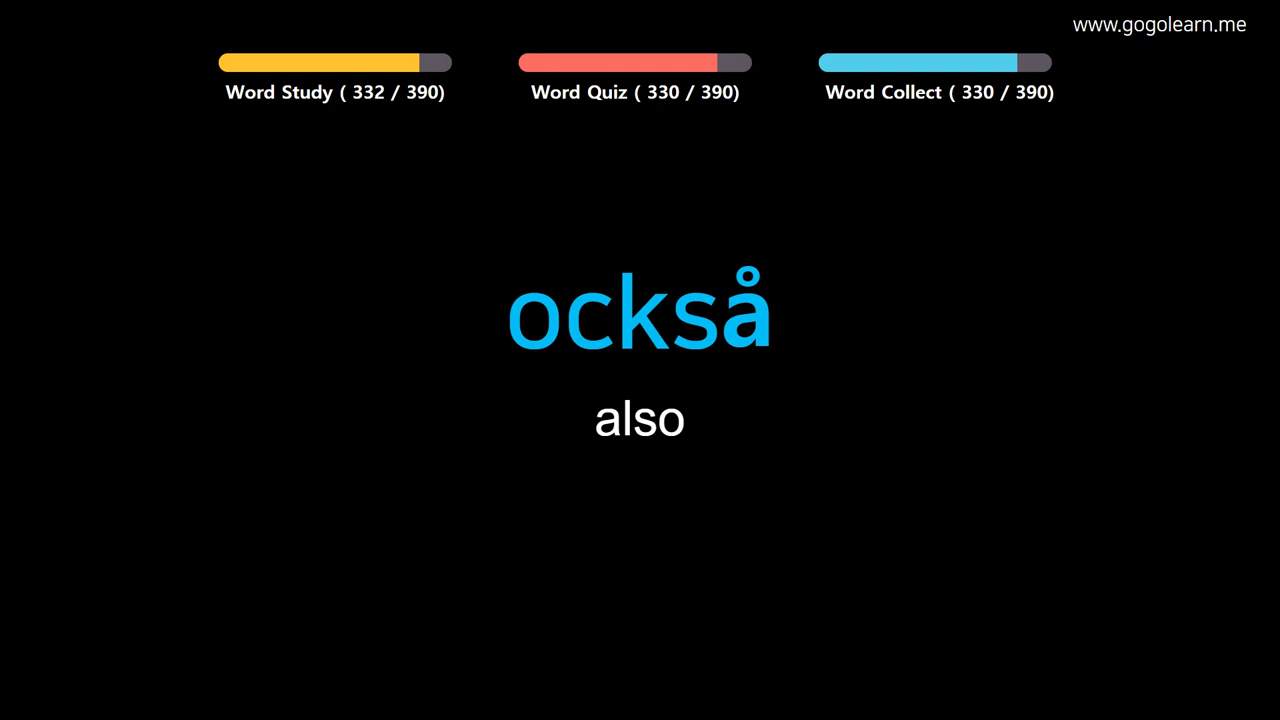 www.gogolearn.me
Word Study ( 332 / 390)
Word Quiz ( 330 / 390)
Word Collect ( 330 / 390)
också
also